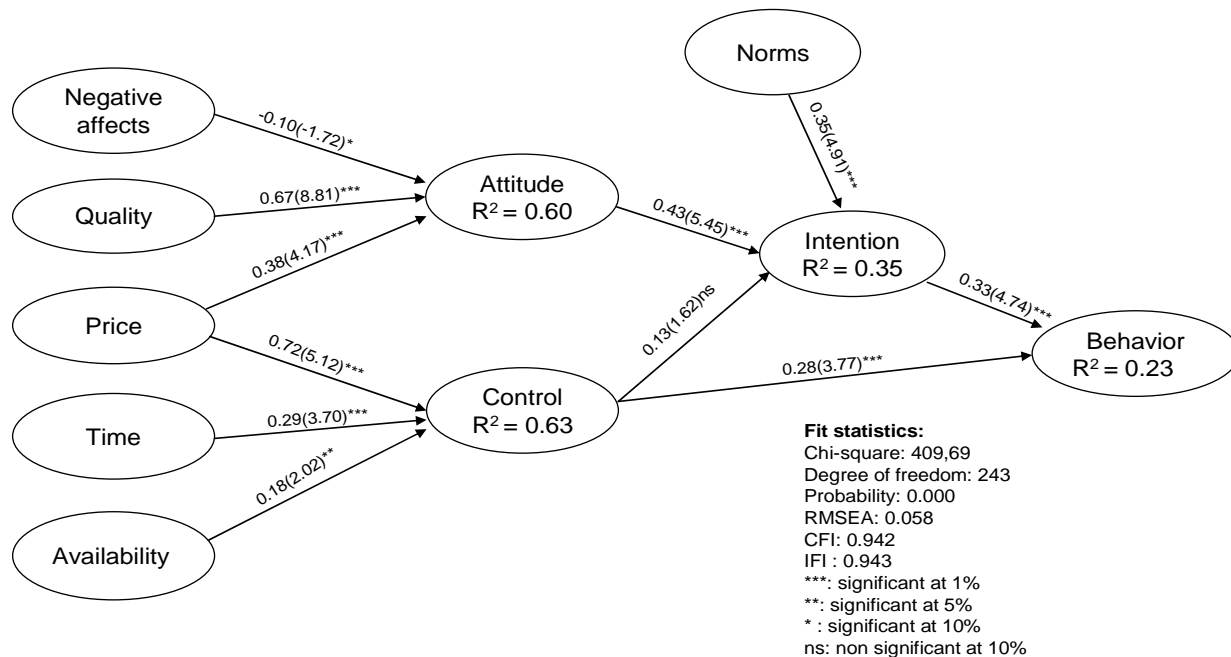 Norms
Negative
affects
-0.10(-1.72)*
0.35(4.91)***
Quality
0.67(8.81)***
Attitude
R² = 0.60
0.43(5.45)***
0.38(4.17)***
Intention
R² = 0.35
Price
0.72(5.12)***
0.13(1.62)ns
0.33(4.74)***
Behavior
R² = 0.23
Time
0.29(3.70)***
Control
R² = 0.63
0.28(3.77)***
0.18(2.02)**
Availability
Fit statistics:
Chi-square: 409,69
Degree of freedom: 243
Probability: 0.000
RMSEA: 0.058
CFI: 0.942
IFI : 0.943
***: significant at 1%
**: significant at 5%
* : significant at 10%
ns: non significant at 10%